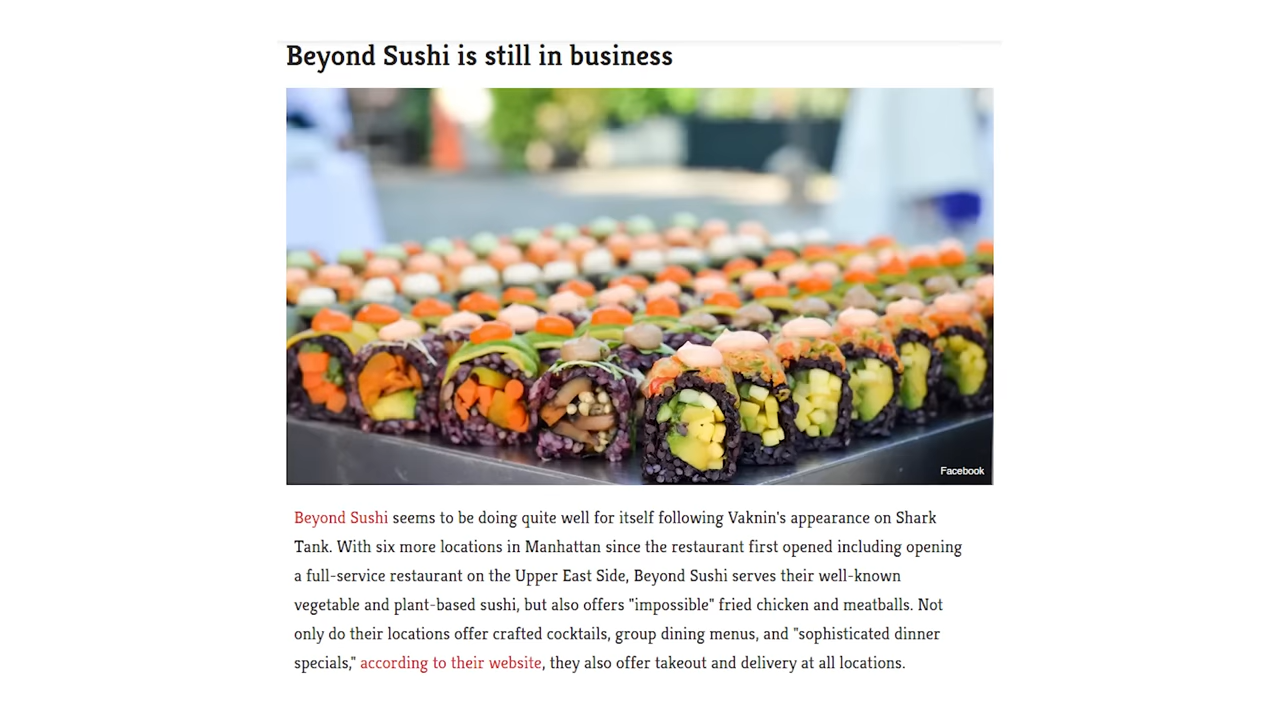 Beyond Sushi is still in business
Facebook
Beyond Sushi seems to be doing quite well for itself following Vaknin's appearance on Shark
Tank. With six more locations in Manhattan since the restaurant first opened including opening
a full-service restaurant on the Upper East Side, Beyond Sushi serves their well-known
vegetable and plant-based sushi, but also offers "impossible" fried chicken and meatballs. Not
only do their locations offer crafted cocktails, group dining menus, and "sophisticated dinner
specials," according to their website, they also offer takeout and delivery at all locations.